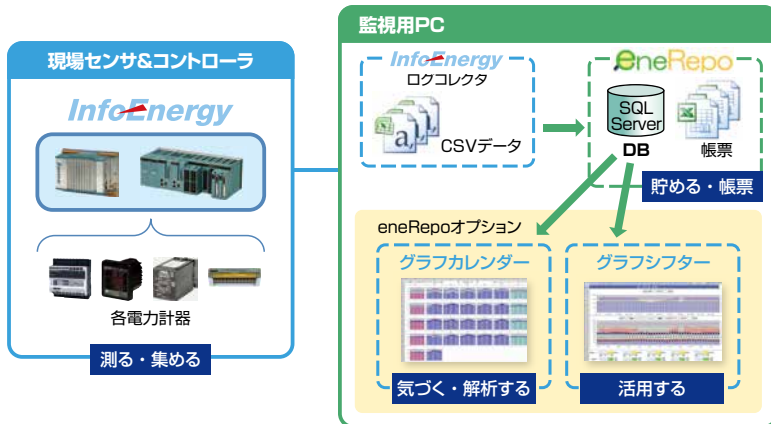 現場センサ&コントローラ
InfoEnergy
各電力計器
測る・集める
監視用PC
InfoEnergy
ログコレクタ
a,
CSVデータ
eneRepo
SQL
Server
DB
帳票
貯める・帳票
eneRepoオプション
グラフカレンダー
気づく・解析する
グラフシフター
活用する